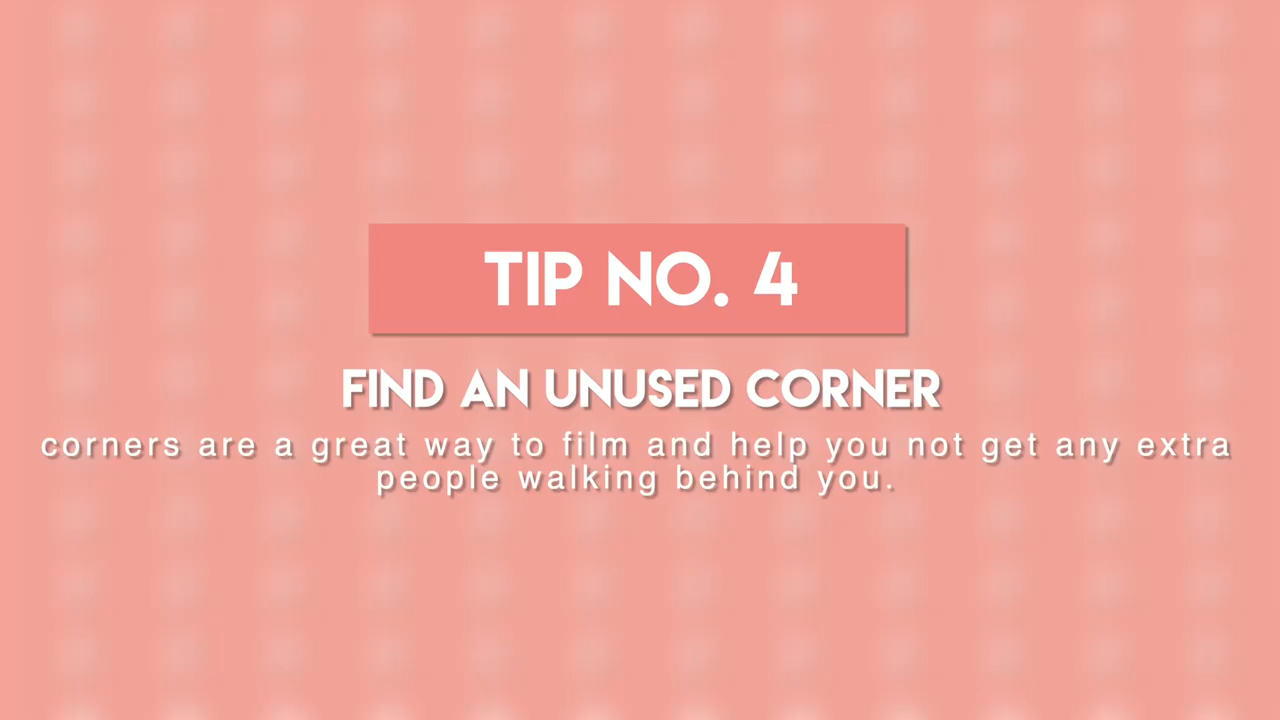 TIP NO. 4
FIND AN UNUSED CORNER
corners are a great way to film and help you not get any extra
people walking behind you.